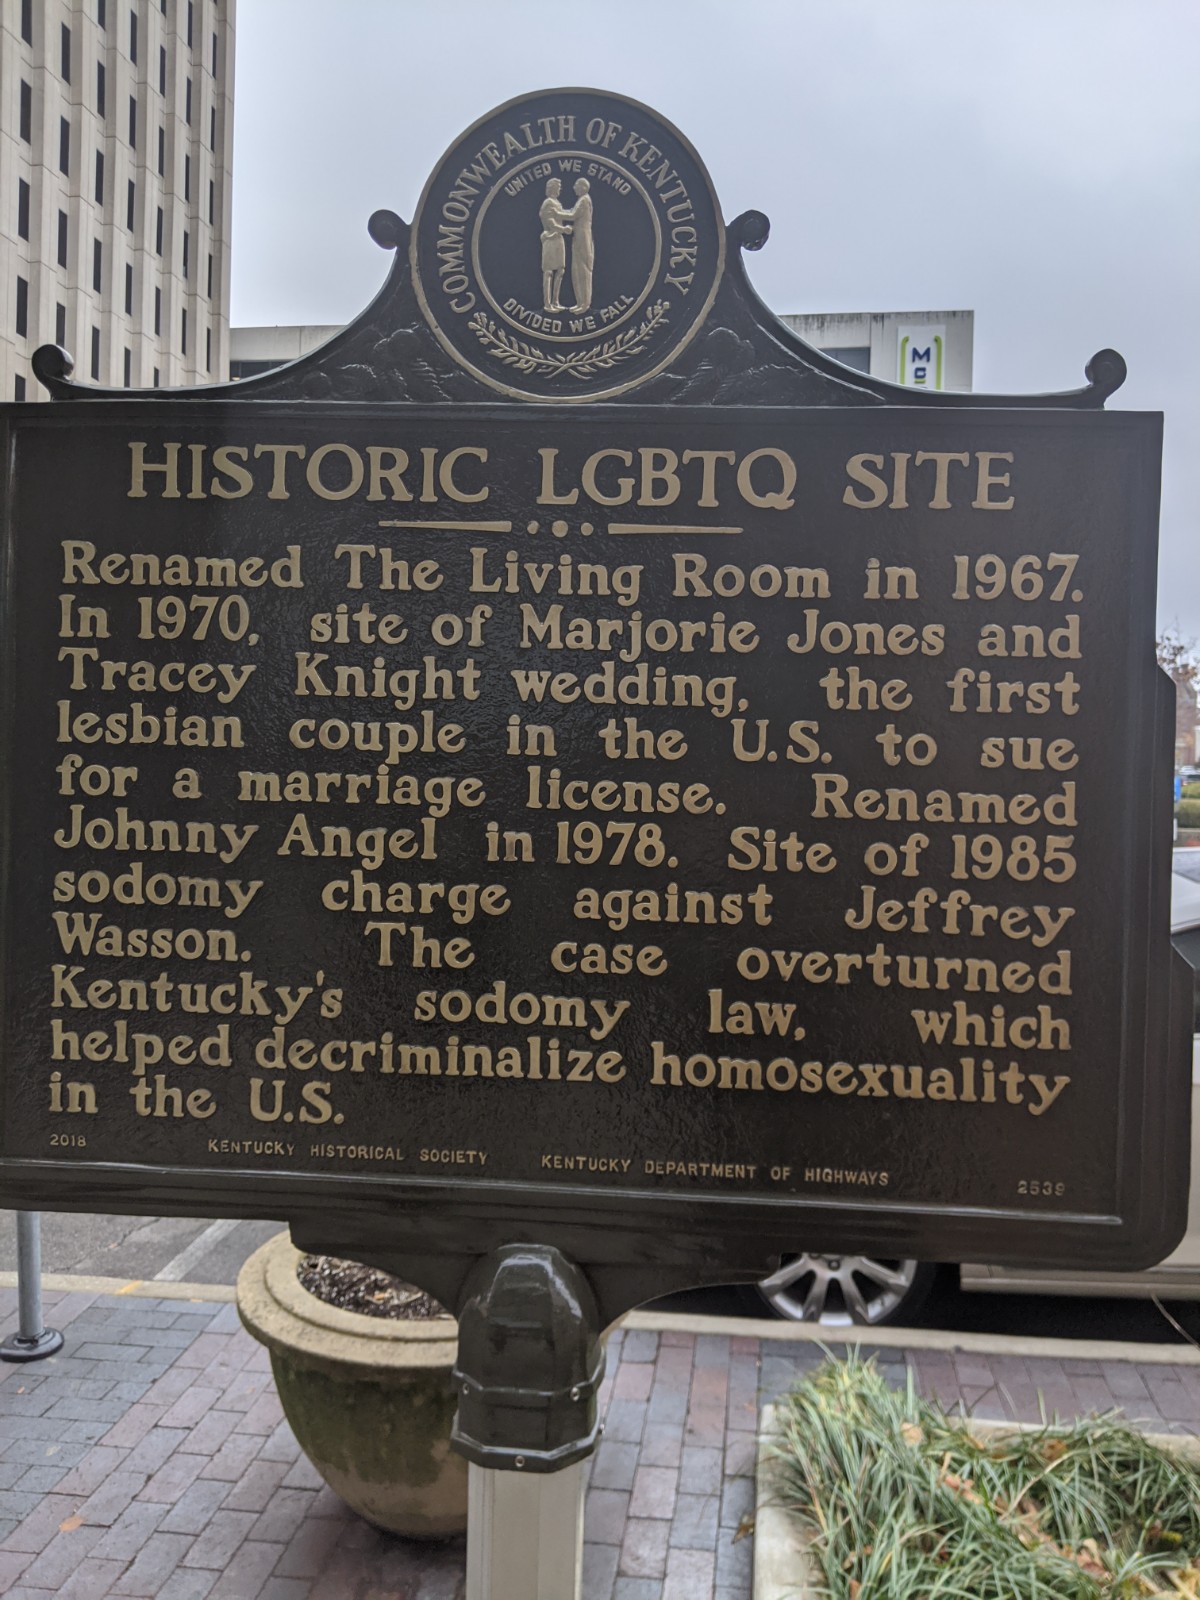 COMMONWEALTH OF KENTUCKY
UNITED WE STAND
DIVIDED WE FALL
HISTORIC LGBTQ SITE
Renamed The Living Room in 1967.
In 1970, site of Marjorie Jones and
Tracey Knight wedding, the first
lesbian couple in the U.S. to sue
for a marriage license. Renamed
Johnny Angel in 1978. Site of 1985
sodomy charge against Jeffrey
Wasson. The case overturned
Kentucky's sodomy law, which
helped decriminalize homosexuality
in the U.S.
2018 KENTUCKY HISTORICAL SOCIETY KENTUCKY DEPARTMENT OF HIGHWAYS 2539